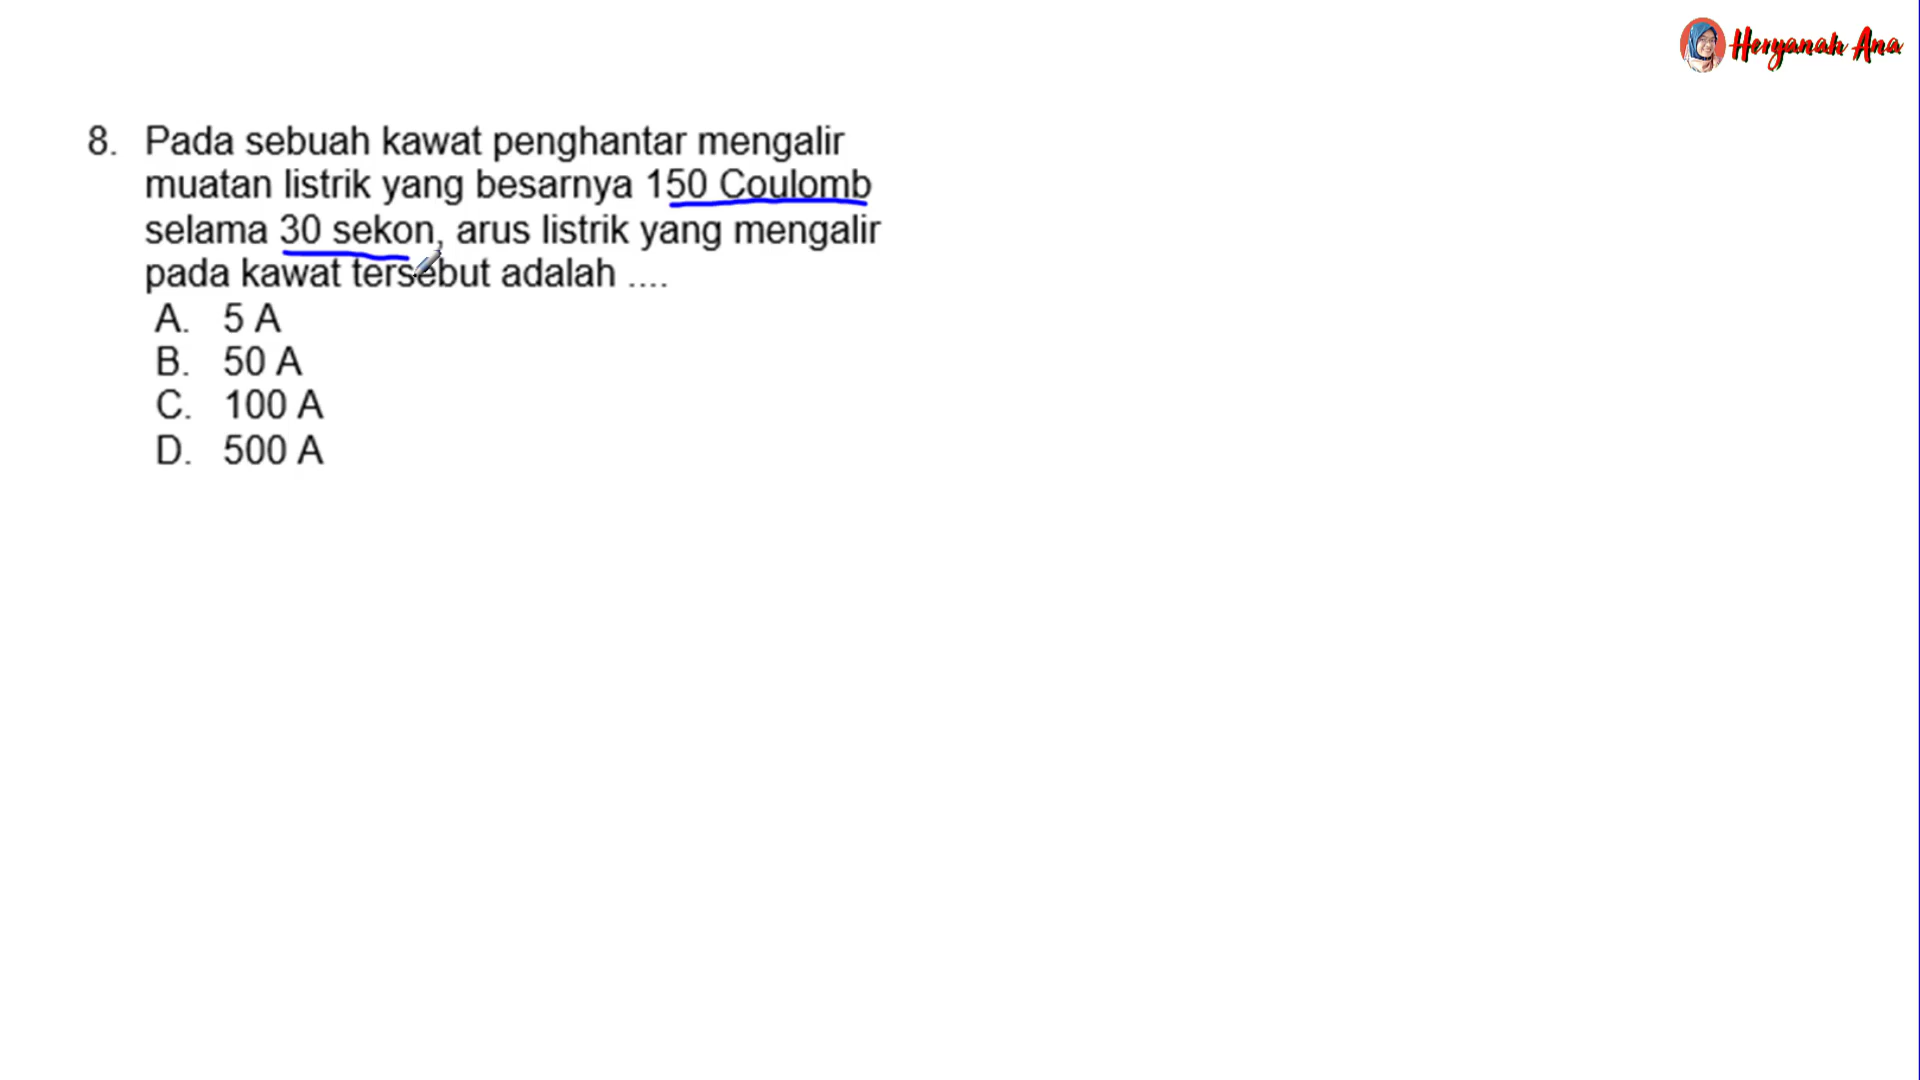 Heryanah Ana
8. Pada sebuah kawat penghantar mengalir
muatan listrik yang besarnya 150 Coulomb
selama 30 sekon, arus listrik yang mengalir
pada kawat tersebut adalah ....
A. 5 A
B. 50 A
C. 100 A
D. 500 A